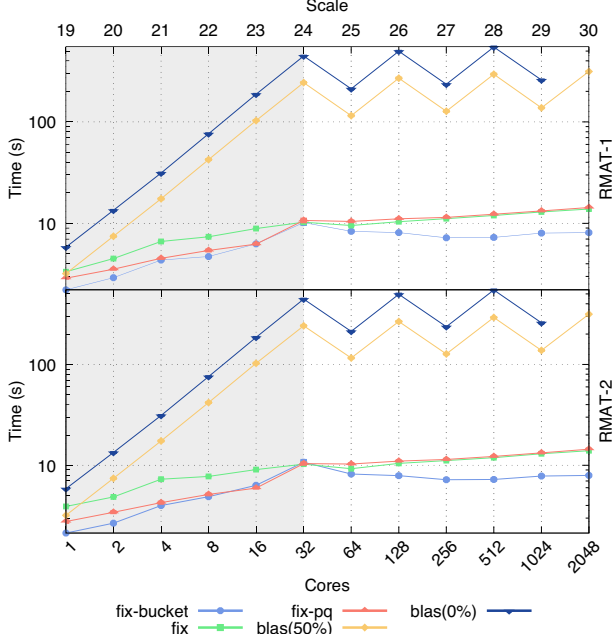 Scale
19 20 21 22 23 24 25 26 27 28 29 30
100
10
Time (s)
RMAT-1
100
10
Time (s)
RMAT-2
1 2 4 8 16 32 64 128 256 512 1024 2048
Cores
fix-bucket fix-pq blas(0%)
fix blas(50%)